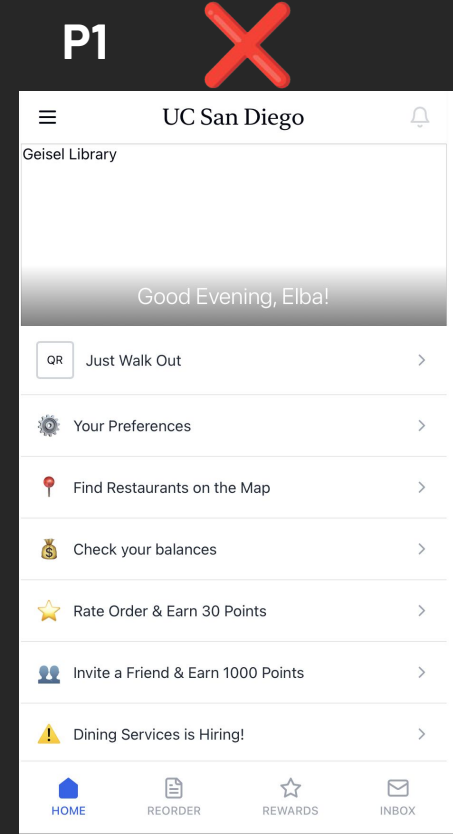 P1
UC San Diego
Geisel Library
Good Evening, Elba!
QR
Just Walk Out
Your Preferences
Find Restaurants on the Map
Check your balances
Rate Order & Earn 30 Points
Invite a Friend & Earn 1000 Points
Dining Services is Hiring!
HOME
REORDER
REWARDS
INBOX